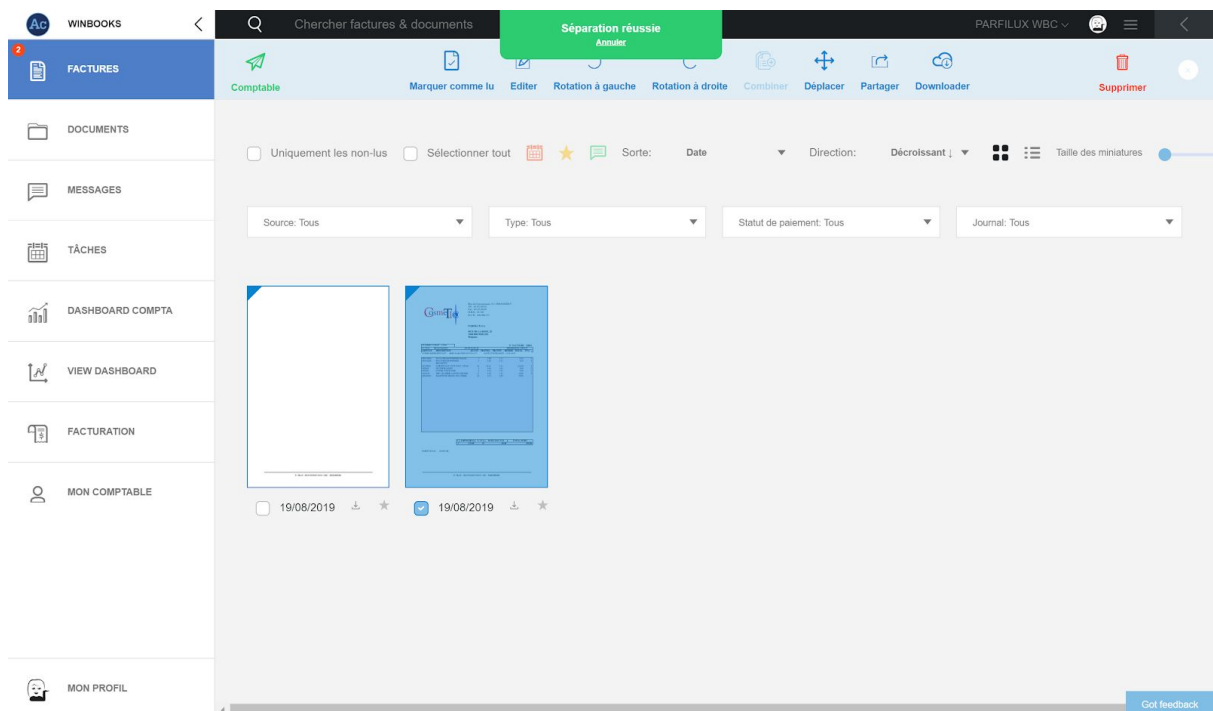 Ac WINBOOKS
Chercher factures & documents
Séparation réussie
Annuler
PARFILUX WBC
2
FACTURES
Comptable
Marquer comme lu Editer Rotation à gauche Rotation à droite Combiner Déplacer Partager Downloader
Supprimer
DOCUMENTS
Uniquement les non-lus Sélectionner tout Sorte: Date Direction: Décroissant ↓ Taille des miniatures
MESSAGES
Source: Tous Type: Tous Statut de paiement: Tous Journal: Tous
TÂCHES
DASHBOARD COMPTA
VIEW DASHBOARD
FACTURATION
MON COMPTABLE
19/08/2019 19/08/2019
MON PROFIL
Got feedback